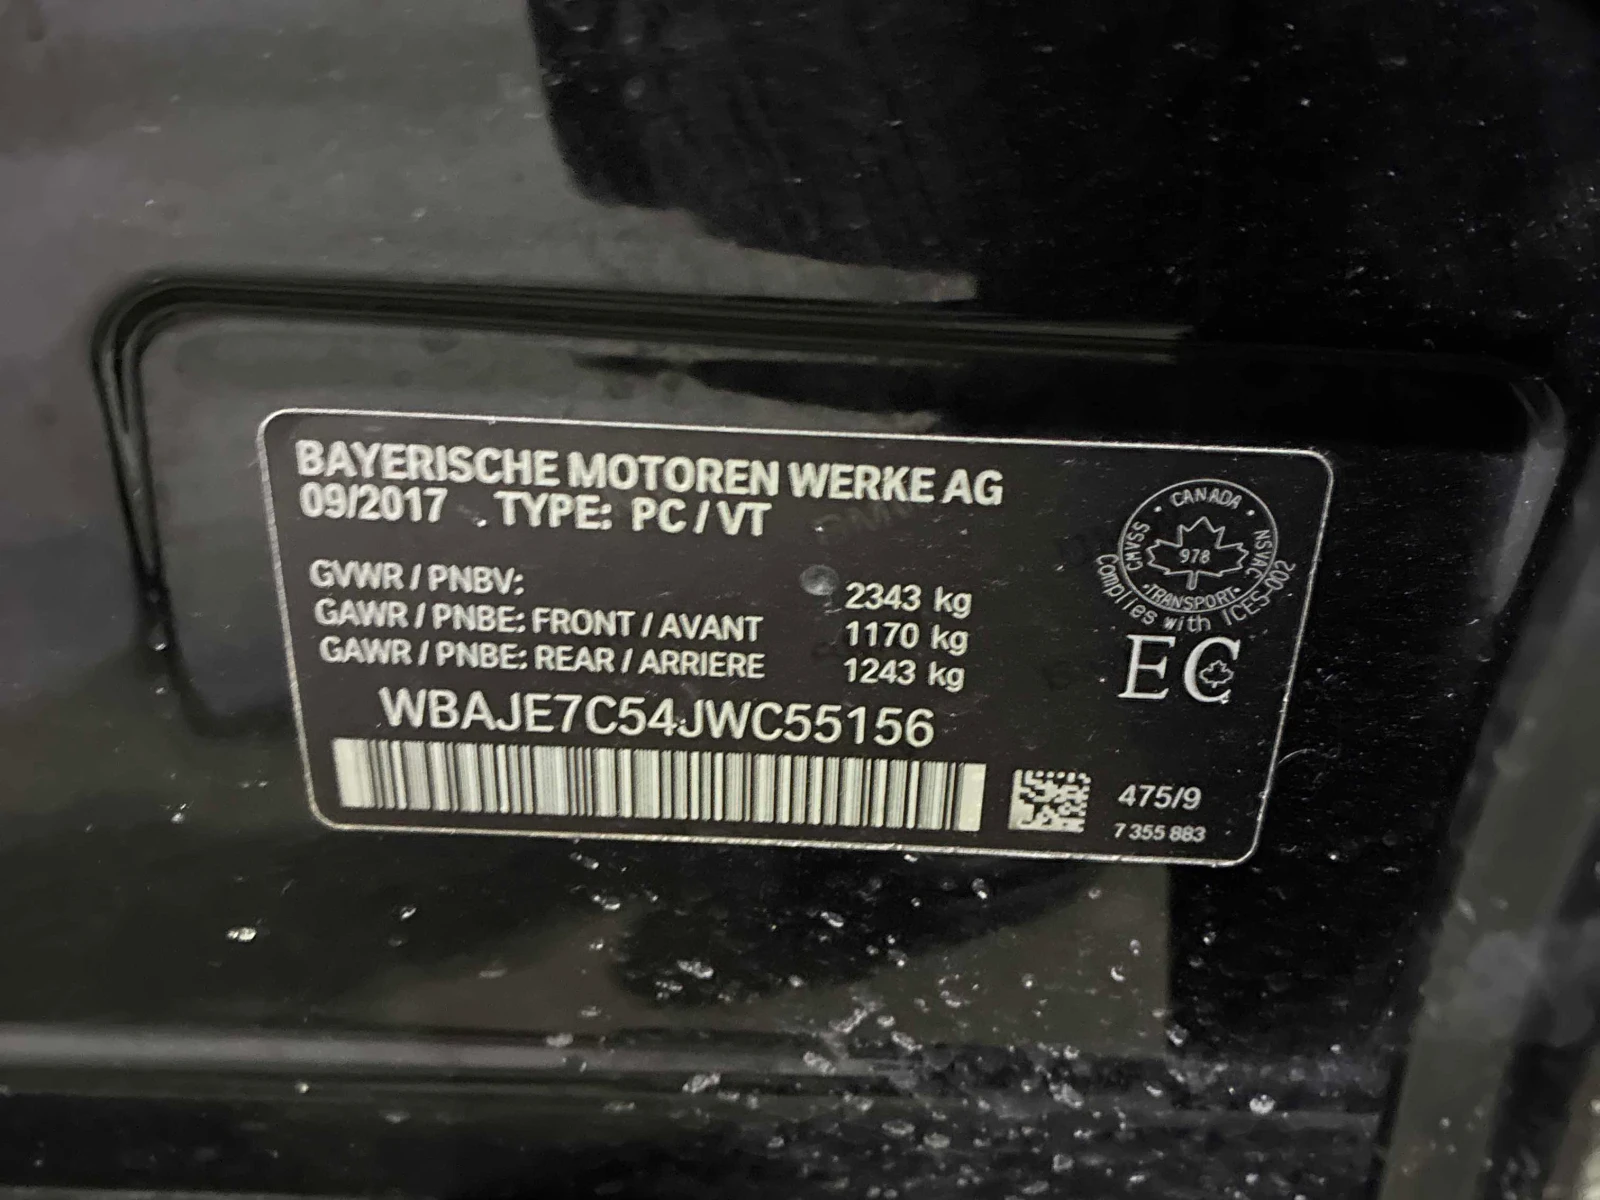 BAYERISCHE MOTOREN WERKE AG
09/2017 TYPE: PC / VT
GVWR / PNBV: 2343 kg
GAWR / PNBE: FRONT / AVANT 1170 kg
GAWR / PNBE: REAR / ARRIERE 1243 kg
WBAJE7C54JWC55156
CANADA
CMVSS
NSVAC
978
TRANSPORT
Complies with ICES-002
EC
475/9
7 355 883